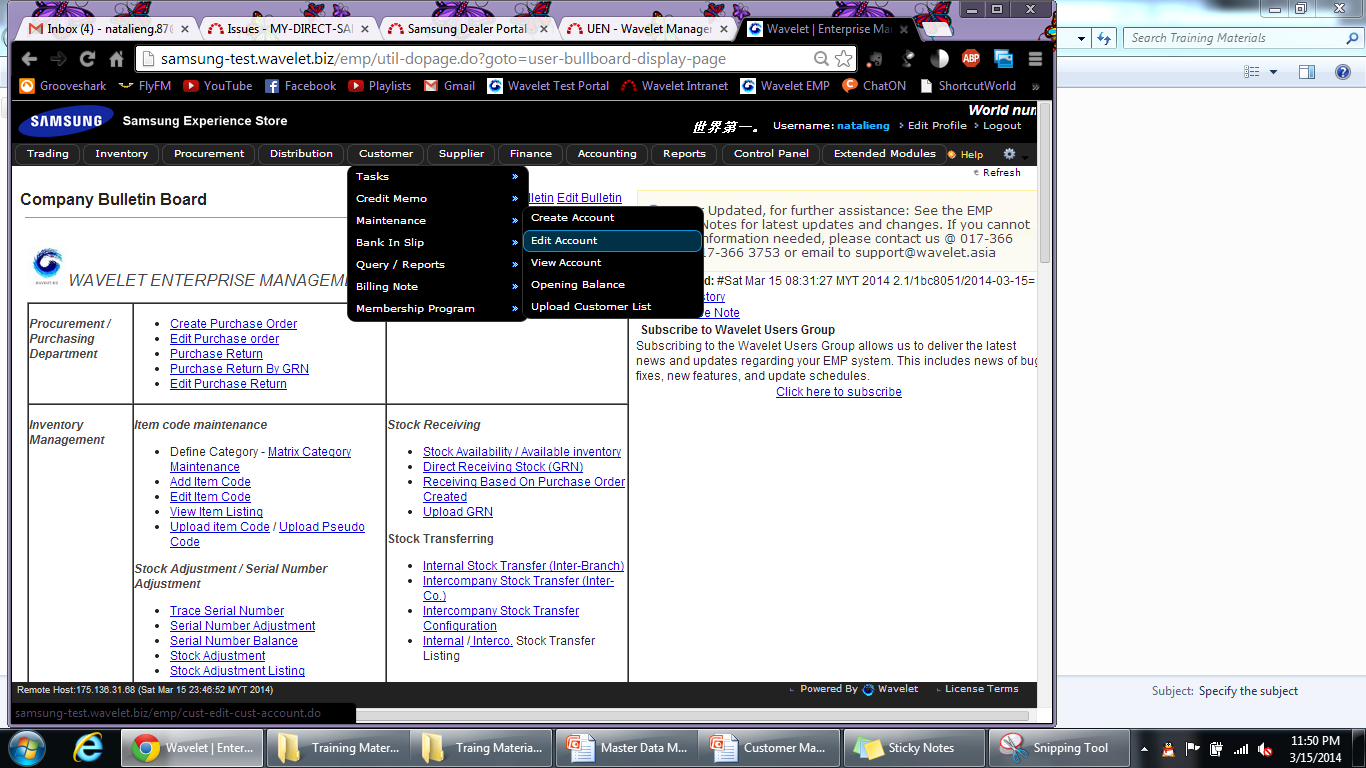 Inbox (4) - natalieng.876
Issues - MY-DIRECT-SAL
Samsung Dealer Portal
UEN - Wavelet Manager
Wavelet | Enterprise Ma
samsung-test.wavelet.biz/emp/util-dopage.do?goto=user-bullboard-display-page
ABP
Search Training Materials
Grooveshark FlyFM YouTube Facebook Playlists Gmail Wavelet Test Portal Wavelet Intranet Wavelet EMP ChatON ShortcutWorld »
SAMSUNG Samsung Experience Store
World num
世界第一。 Username: natalieng > Edit Profile > Logout
Trading Inventory Procurement Distribution Customer Supplier Finance Accounting Reports Control Panel Extended Modules Help
Refresh
Tasks »
Credit Memo »
Maintenance »
Bank In Slip »
Query / Reports »
Billing Note »
Membership Program »
Create Account
Edit Account
View Account
Opening Balance
Upload Customer List
Company Bulletin Board
lletin Edit Bulletin
WAVELET ENTERPRISE MANAGEME
Updated, for further assistance: See the EMP
Notes for latest updates and changes. If you cannot
nformation needed, please contact us @ 017-366
17-366 3753 or email to support@wavelet.asia
d: #Sat Mar 15 08:31:27 MYT 2014 2.1/1bc8051/2014-03-15=
story
e Note
Subscribe to Wavelet Users Group
Subscribing to the Wavelet Users Group allows us to deliver the latest
news and updates regarding your EMP system. This includes news of bug
fixes, new features, and update schedules.
Click here to subscribe
Procurement /
Purchasing
Department
Create Purchase Order
Edit Purchase order
Purchase Return
Purchase Return By GRN
Edit Purchase Return
Inventory
Management
Item code maintenance
Define Category - Matrix Category
Maintenance
Add Item Code
Edit Item Code
View Item Listing
Upload item Code / Upload Pseudo
Code
Stock Adjustment / Serial Number
Adjustment
Trace Serial Number
Serial Number Adjustment
Serial Number Balance
Stock Adjustment
Stock Adjustment Listing
Stock Receiving
Stock Availability / Available inventory
Direct Receiving Stock (GRN)
Receiving Based On Purchase Order
Created
Upload GRN
Stock Transferring
Internal Stock Transfer (Inter-Branch)
Intercompany Stock Transfer (Inter-
Co.)
Intercompany Stock Transfer
Configuration
Internal / Interco. Stock Transfer
Listing
Remote Host:175.136.31.68 (Sat Mar 15 23:46:52 MYT 2014)
Powered By Wavelet License Terms
Subject: Specify the subject
samsung-test.wavelet.biz/emp/cust-edit-cust-account.do
Wavelet | Enter...
Training Mater...
Traing Materia...
Master Data M...
Customer Ma...
Sticky Notes
Snipping Tool
11:50 PM
3/15/2014